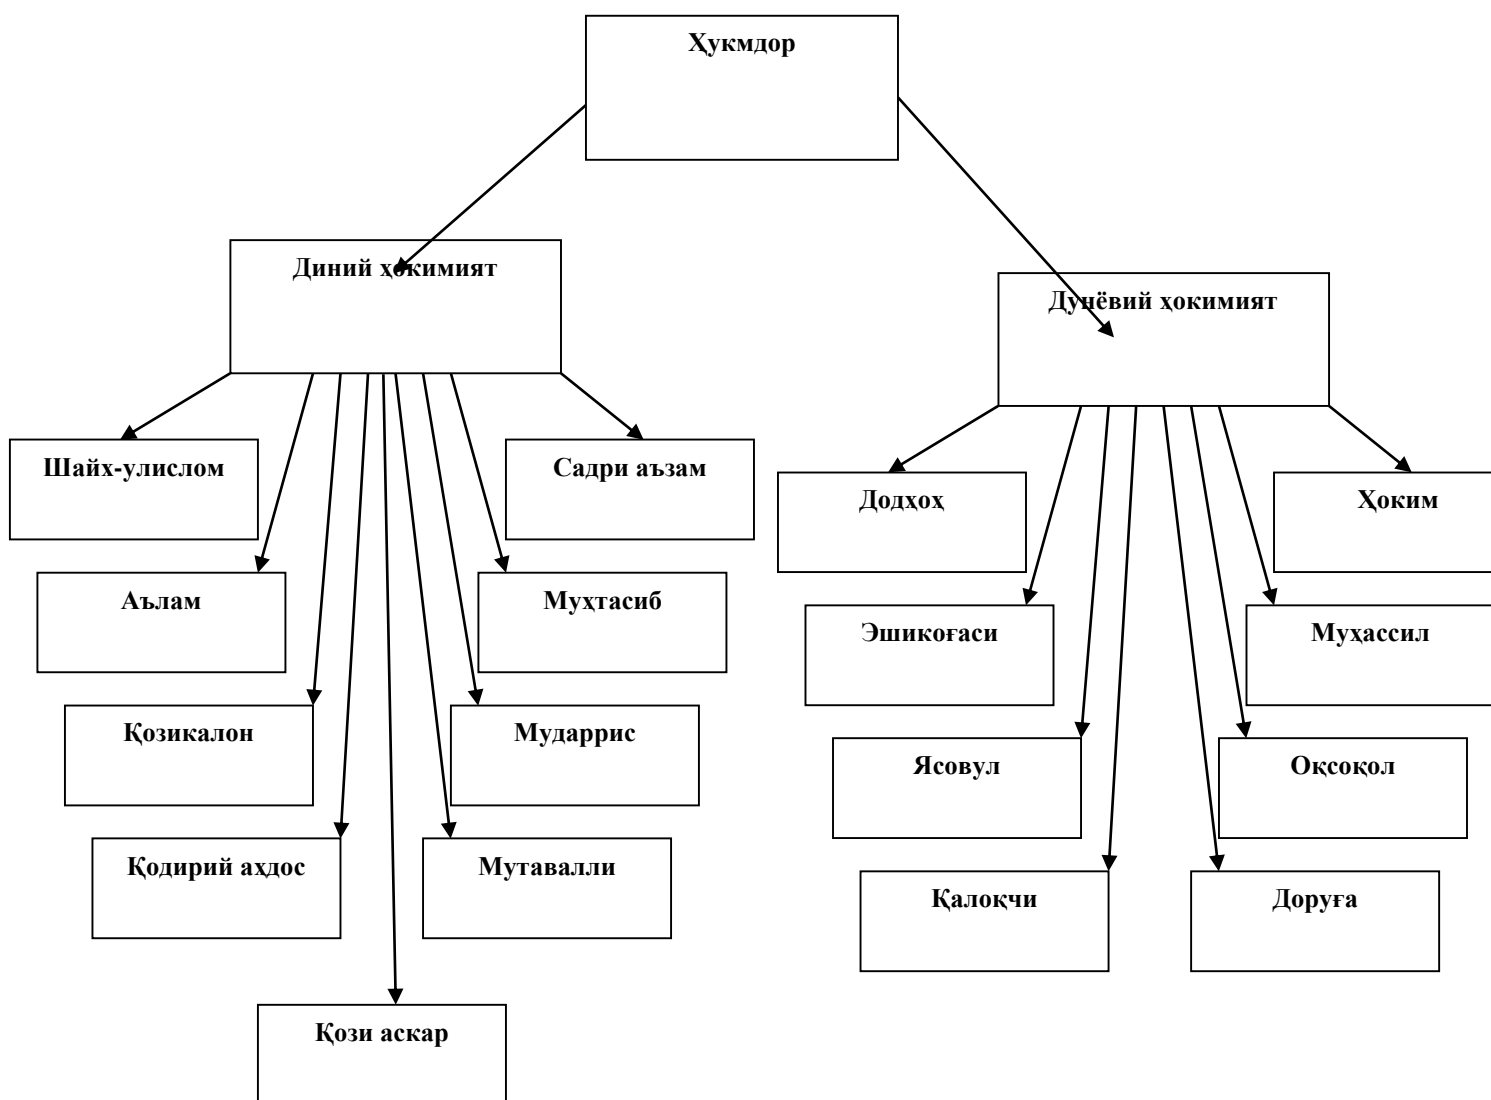 Ҳукмдор
Диний ҳокимият
Дунёвий ҳокимият
Шайх-улислом
Садри аъзам
Додҳоҳ
Ҳоким
Аълам
Муҳтасиб
Эшикоғаси
Муҳассил
Қозикалон
Мударрис
Ясовул
Оқсоқол
Қодирий аҳдос
Мутавалли
Қалоқчи
Доруға
Қози аскар